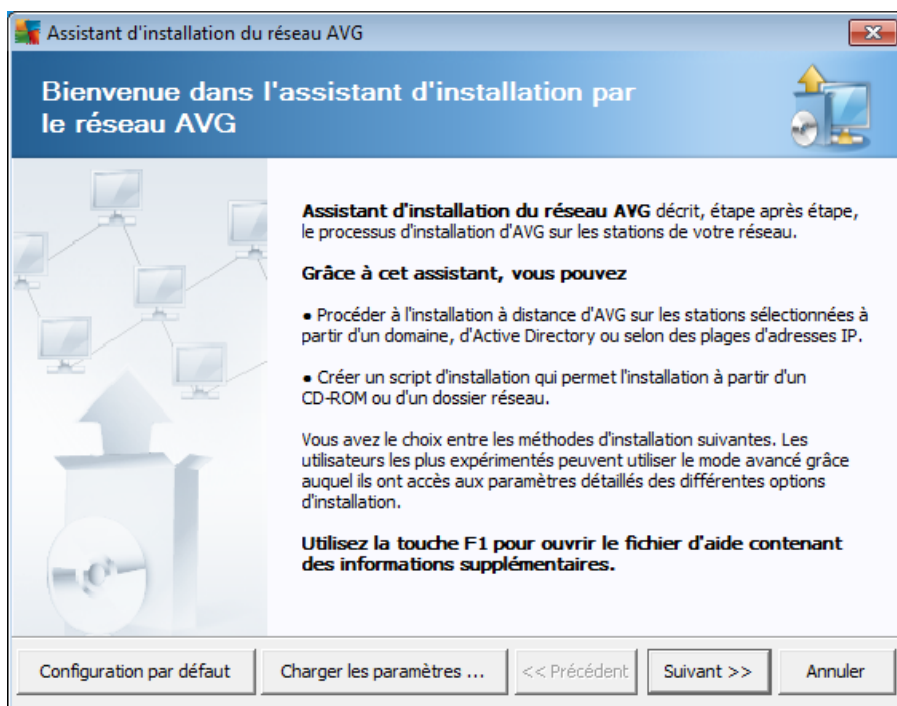 Assistant d'installation du réseau AVG
Bienvenue dans l'assistant d'installation par
le réseau AVG
Assistant d'installation du réseau AVG décrit, étape après étape,
le processus d'installation d'AVG sur les stations de votre réseau.
Grâce à cet assistant, vous pouvez
• Procéder à l'installation à distance d'AVG sur les stations sélectionnées à
partir d'un domaine, d'Active Directory ou selon des plages d'adresses IP.
• Créer un script d'installation qui permet l'installation à partir d'un
CD-ROM ou d'un dossier réseau.
Vous avez le choix entre les méthodes d'installation suivantes. Les
utilisateurs les plus expérimentés peuvent utiliser le mode avancé grâce
auquel ils ont accès aux paramètres détaillés des différentes options
d'installation.
Utilisez la touche F1 pour ouvrir le fichier d'aide contenant
des informations supplémentaires.
Configuration par défaut
Charger les paramètres ...
<< Précédent
Suivant >>
Annuler